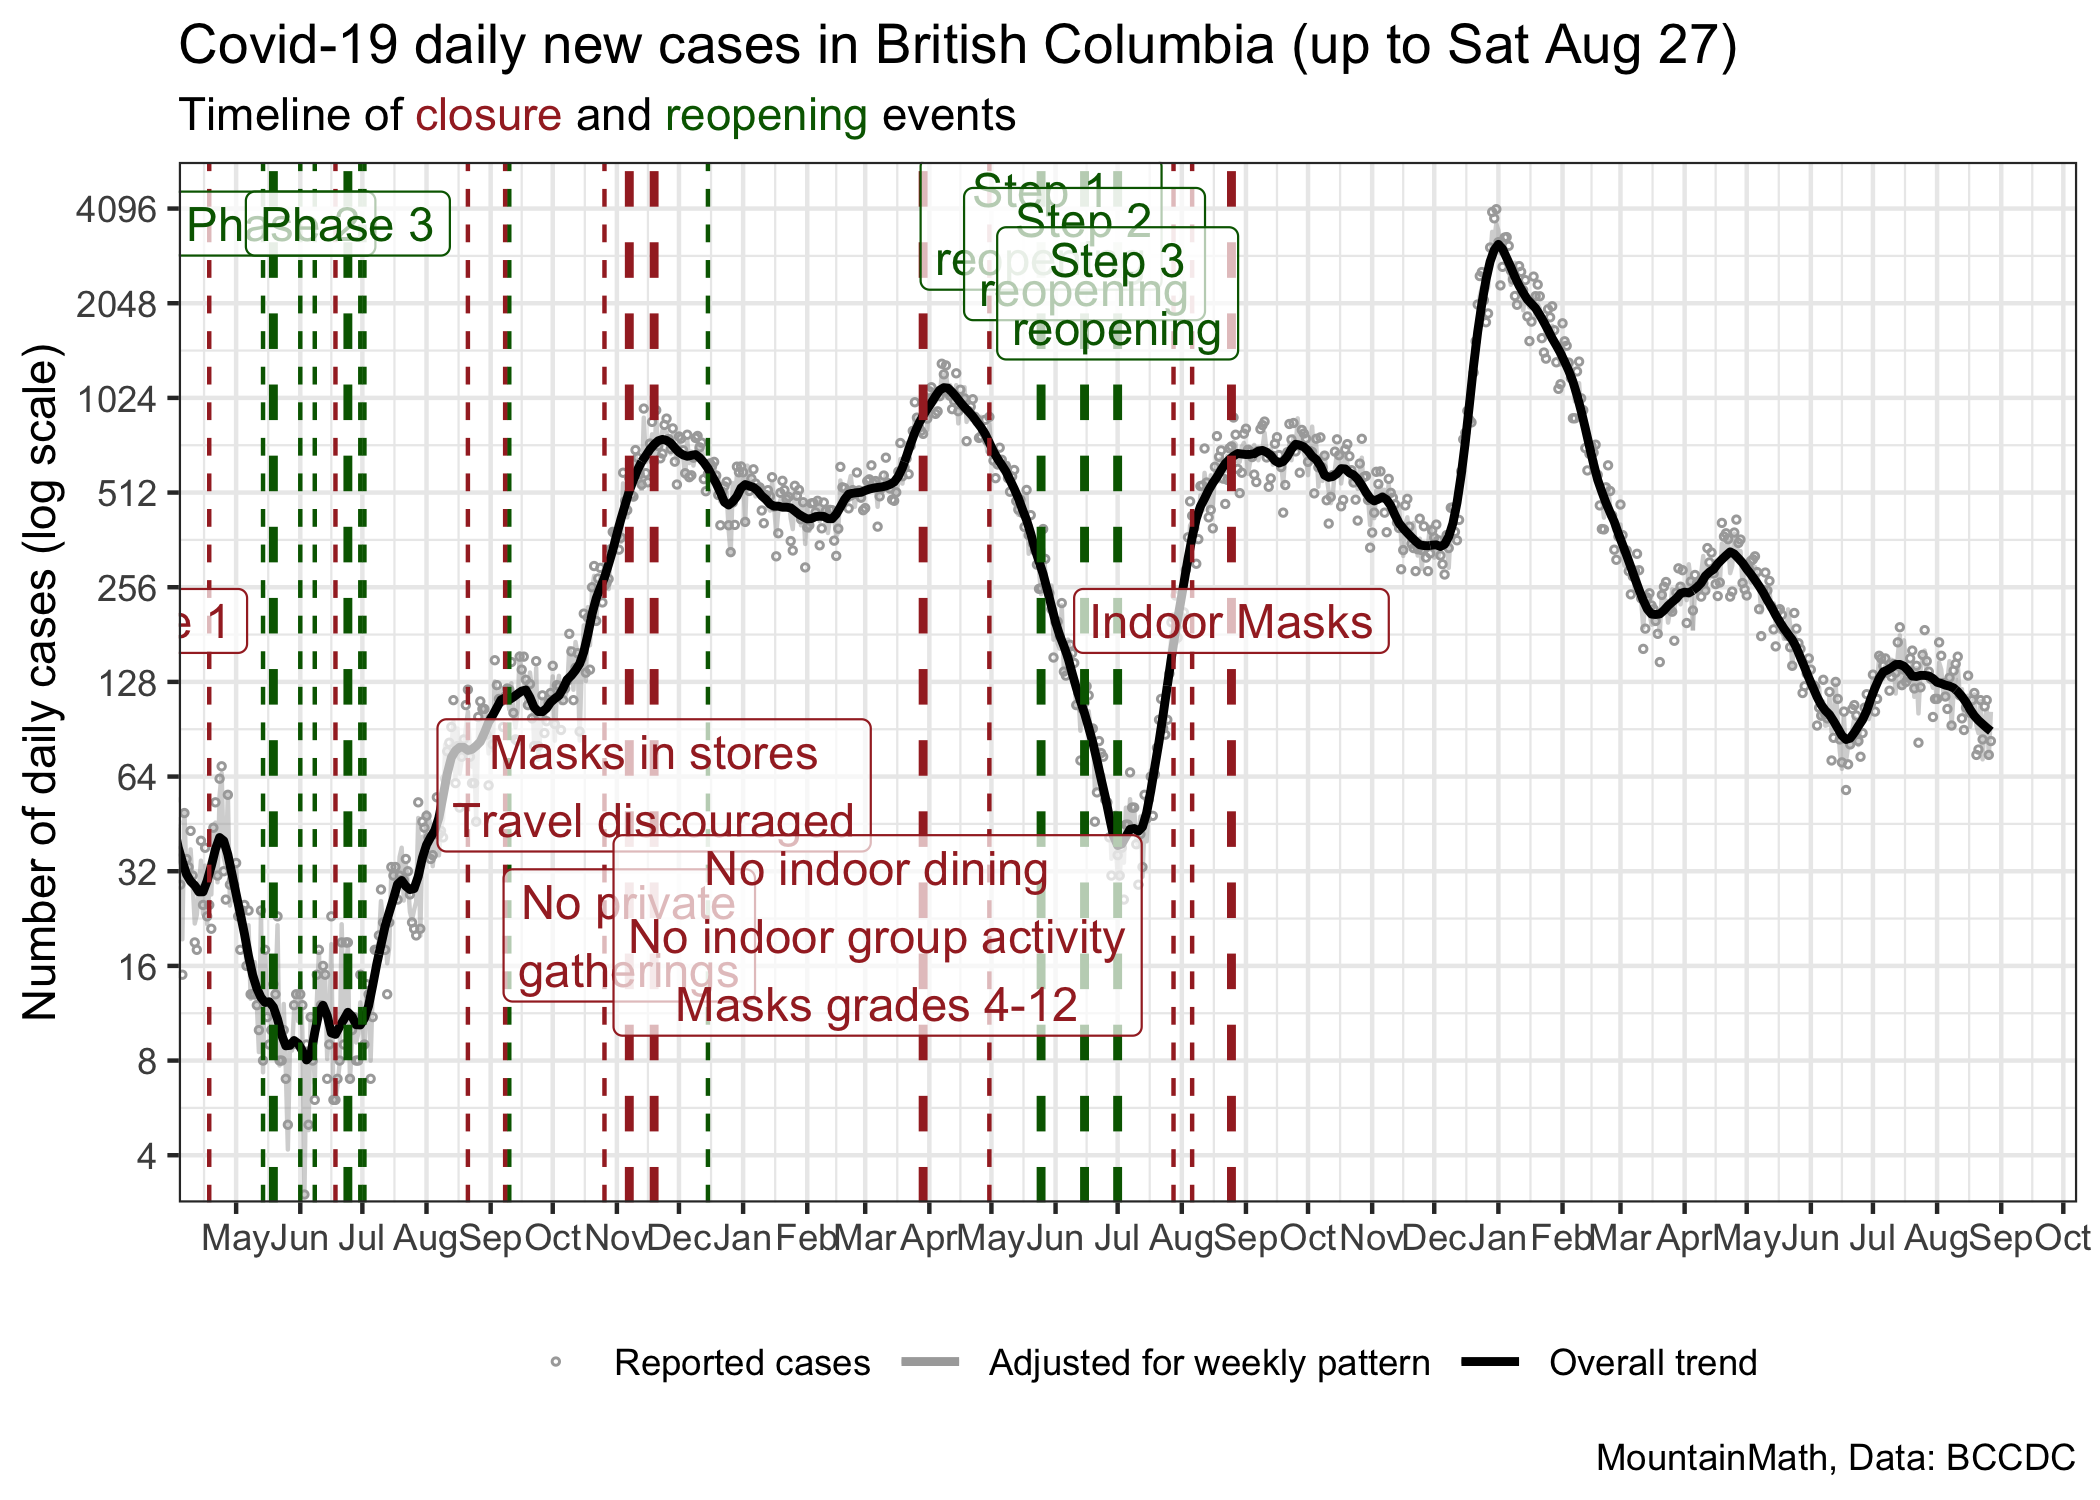 Covid-19 daily new cases in British Columbia (up to Sat Aug 27)
Timeline of closure and reopening events
Number of daily cases (log scale)
4096
2048
1024
512
256
128
64
32
16
8
4
Phase 2
Phase 3
Step 1
reopening
Step 2
reopening
Step 3
reopening
e 1
Indoor Masks
Masks in stores
Travel discouraged
No private
gatherings
No indoor dining
No indoor group activity
Masks grades 4-12
May Jun Jul Aug Sep Oct Nov Dec Jan Feb Mar Apr May Jun Jul Aug Sep Oct Nov Dec Jan Feb Mar Apr May Jun Jul Aug Sep Oct
Reported cases Adjusted for weekly pattern Overall trend
MountainMath, Data: BCCDC